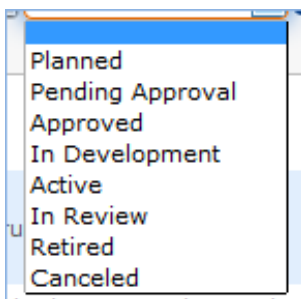 Planned
Pending Approval
Approved
In Development
Active
In Review
Retired
Canceled